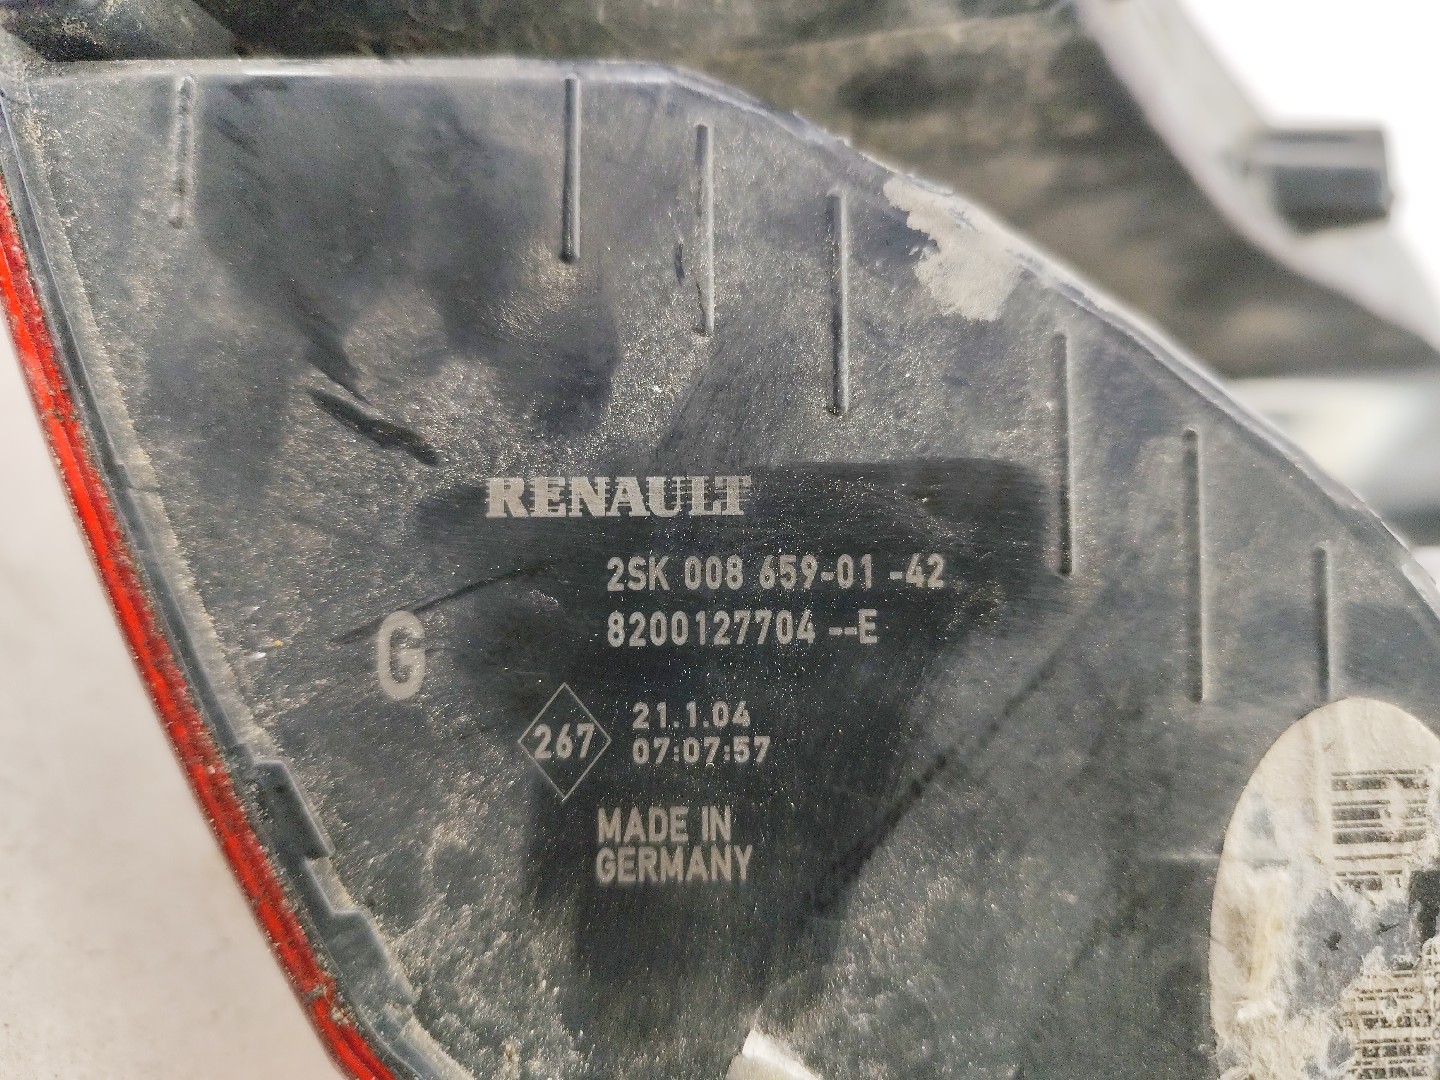 RENAULT
2SK 008 659-01 -42
8200127704 --E
G
267
21.1.04
07:07:57
MADE IN
GERMANY